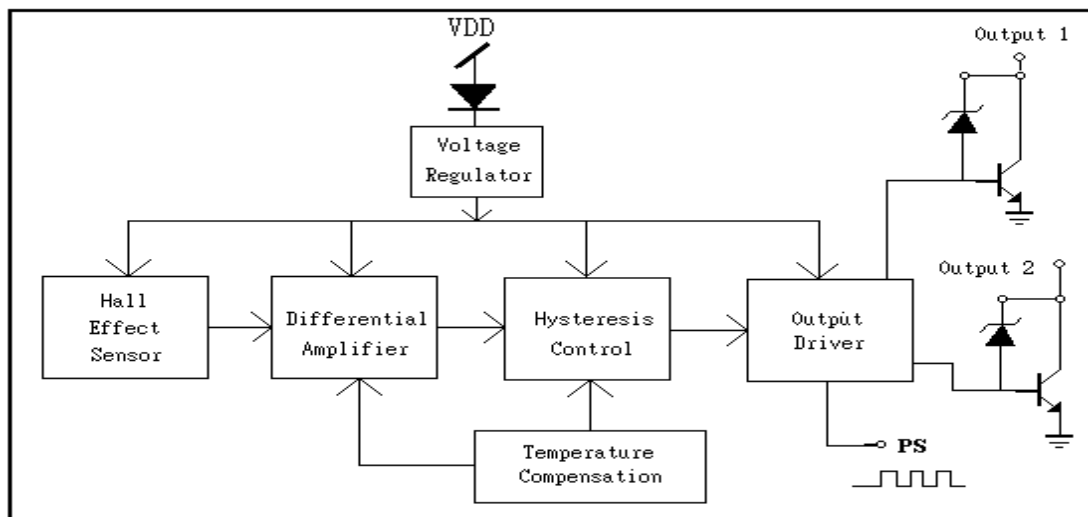 VDD
Output 1
Voltage
Regulator
Output 2
Hall
Effect
Sensor
Differential
Amplifier
Hysteresis
Control
Output
Driver
Temperature
Compensation
PS